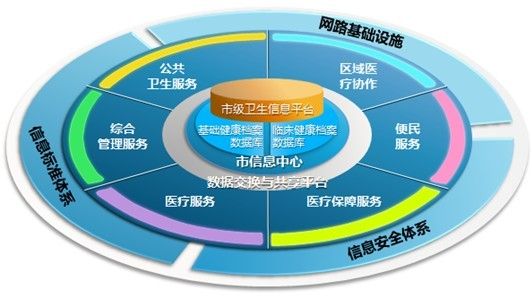 网路基础设施
公共
卫生服务
区域医
疗协作
市级卫生信息平台
综合
管理服务
基础健康档案
数据库
临床健康档案
数据库
便民
服务
市信息中心
数据交换与共享平台
医疗服务
医疗保障服务
信息标准体系
信息安全体系